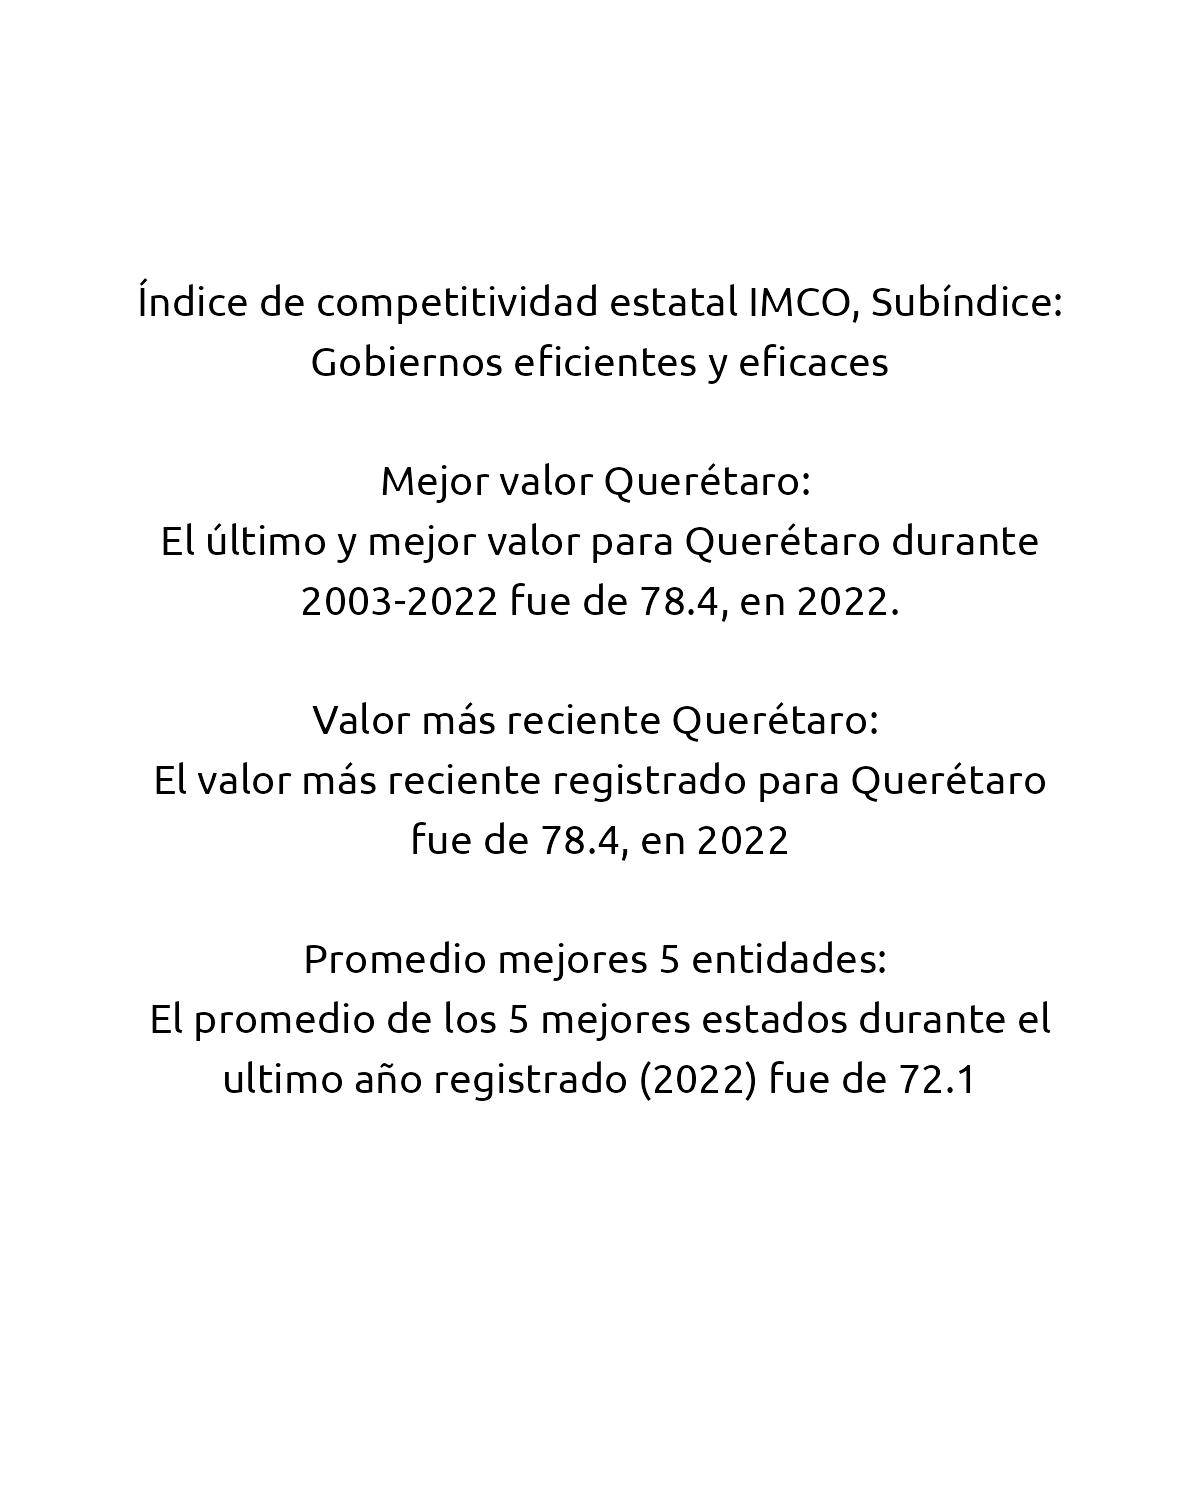 Índice de competitividad estatal IMCO, Subíndice:
Gobiernos eficientes y eficaces
Mejor valor Querétaro:
El último y mejor valor para Querétaro durante
2003-2022 fue de 78.4, en 2022.
Valor más reciente Querétaro:
El valor más reciente registrado para Querétaro
fue de 78.4, en 2022
Promedio mejores 5 entidades:
El promedio de los 5 mejores estados durante el
ultimo año registrado (2022) fue de 72.1